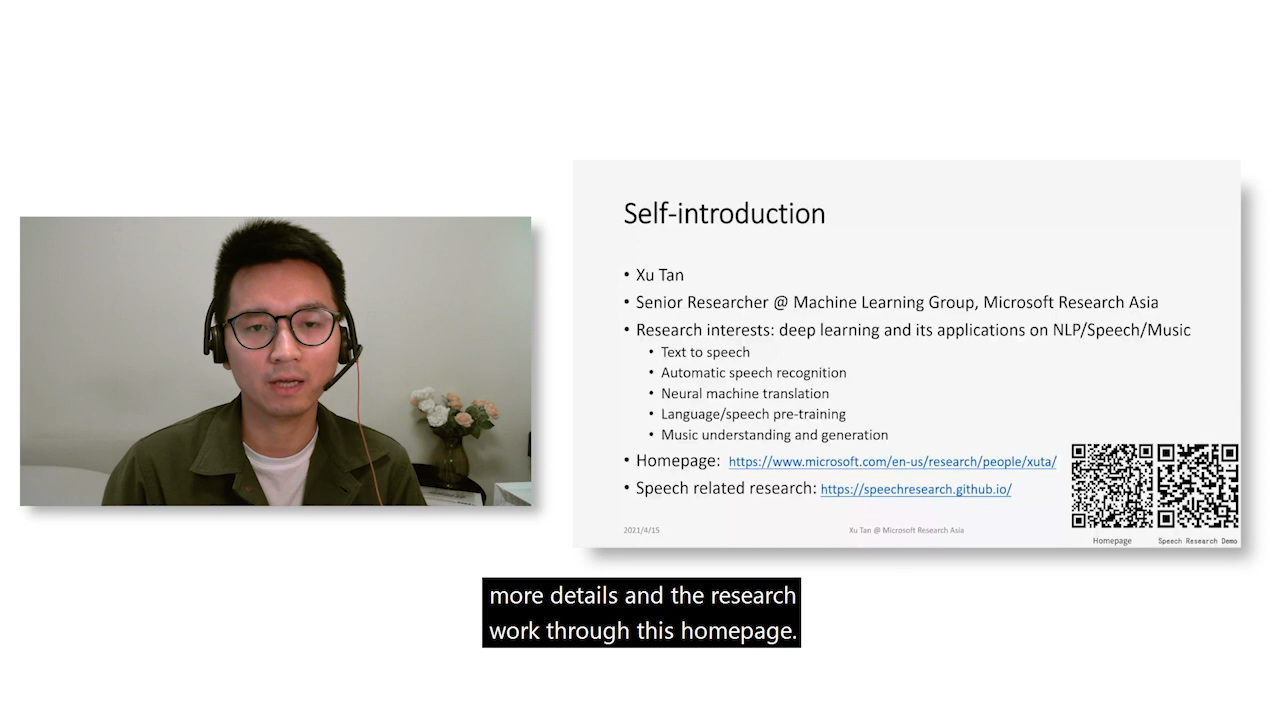 Self-introduction
• Xu Tan
• Senior Researcher @ Machine Learning Group, Microsoft Research Asia
• Research interests: deep learning and its applications on NLP/Speech/Music
• Text to speech
• Automatic speech recognition
• Neural machine translation
• Language/speech pre-training
• Music understanding and generation
• Homepage: https://www.microsoft.com/en-us/research/people/xuta/
• Speech related research: https://speechresearch.github.io/
2021/4/15
Xu Tan @ Microsoft Research Asia
Homepage
Speech Research Demo
more details and the research
work through this homepage.